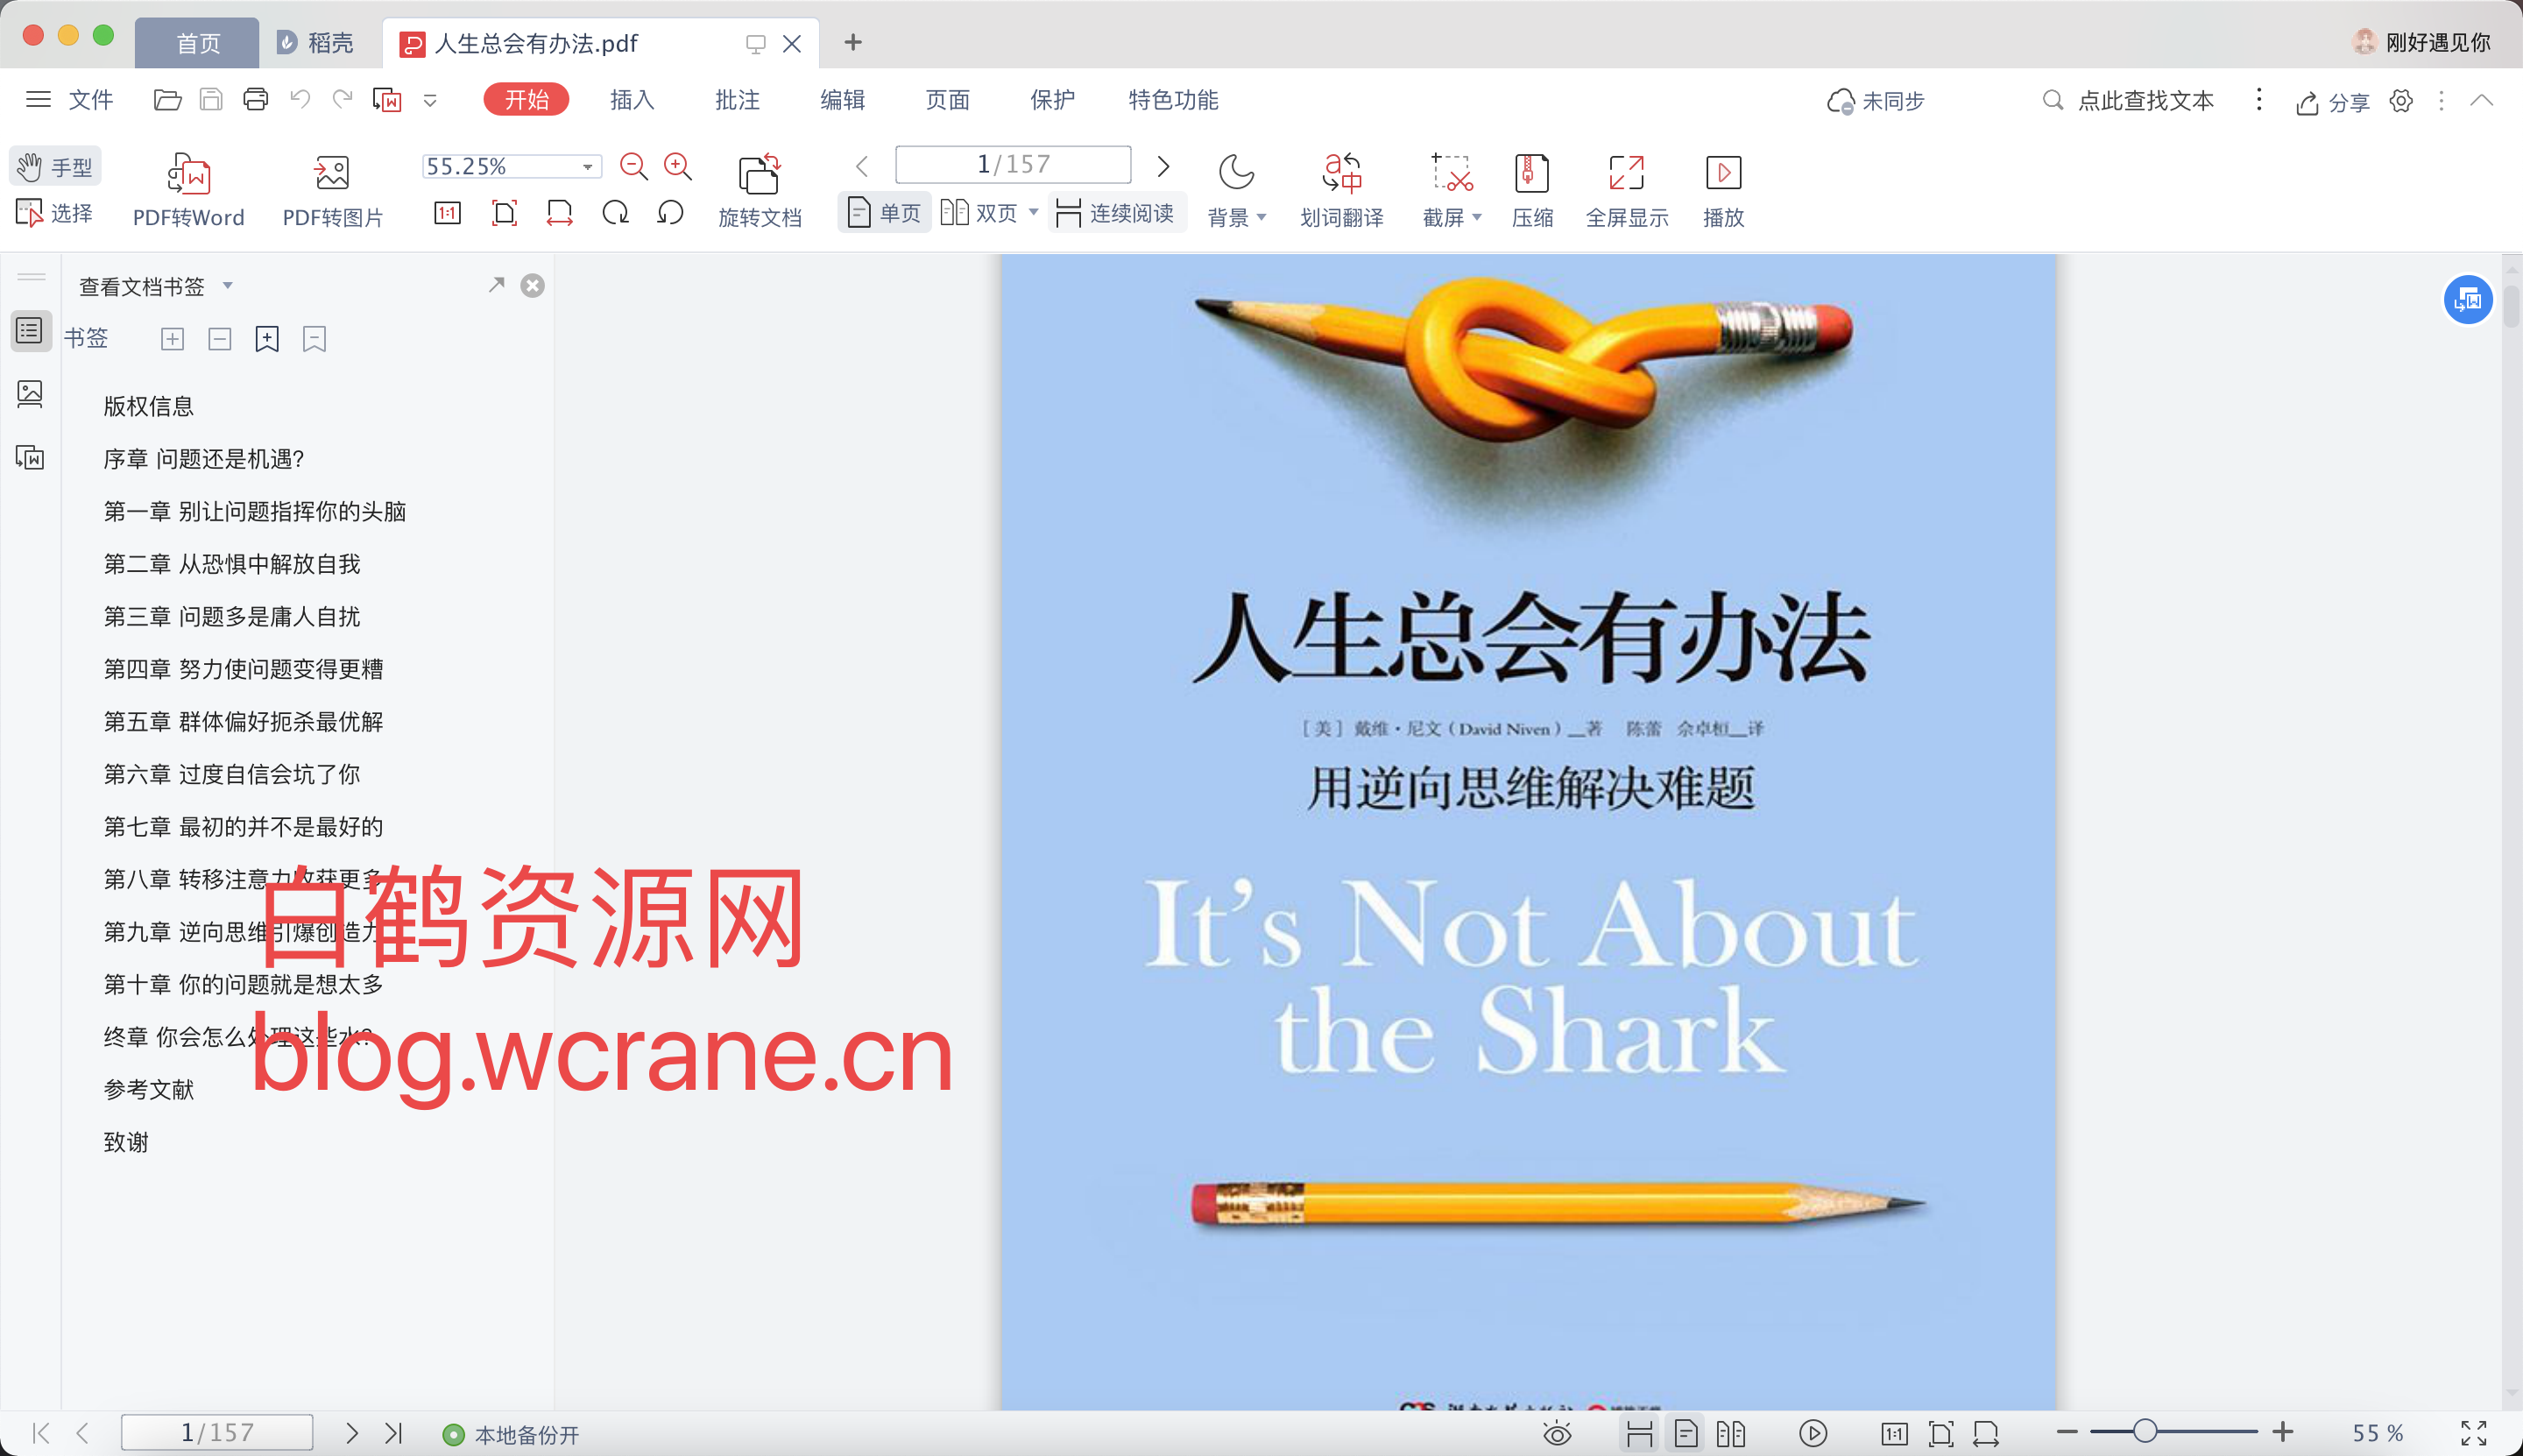 首页
稻壳
人生总会有办法.pdf
刚好遇见你
文件
开始
插入
批注
编辑
页面
保护
特色功能
未同步
点此查找文本
分享
手型
选择
PDF转Word
PDF转图片
55.25%
1:1
旋转文档
1/157
单页
双页
连续阅读
背景
划词翻译
截屏
压缩
全屏显示
播放
查看文档书签
书签
版权信息
序章 问题还是机遇?
第一章 别让问题指挥你的头脑
第二章 从恐惧中解放自我
第三章 问题多是庸人自扰
第四章 努力使问题变得更糟
第五章 群体偏好扼杀最优解
第六章 过度自信会坑了你
第七章 最初的并不是最好的
第八章 转移注意力收获更多
第九章 逆向思维引爆创造力
第十章 你的问题就是想太多
终章 你会怎么处理这些水?
参考文献
致谢
白鹤资源网
blog.wcrane.cn
人生总会有办法
［美］戴维·尼文（David Niven）__著 陈蕾 佘卓桓__译
用逆向思维解决难题
It's Not About
the Shark
1/157
本地备份开
1:1
55 %